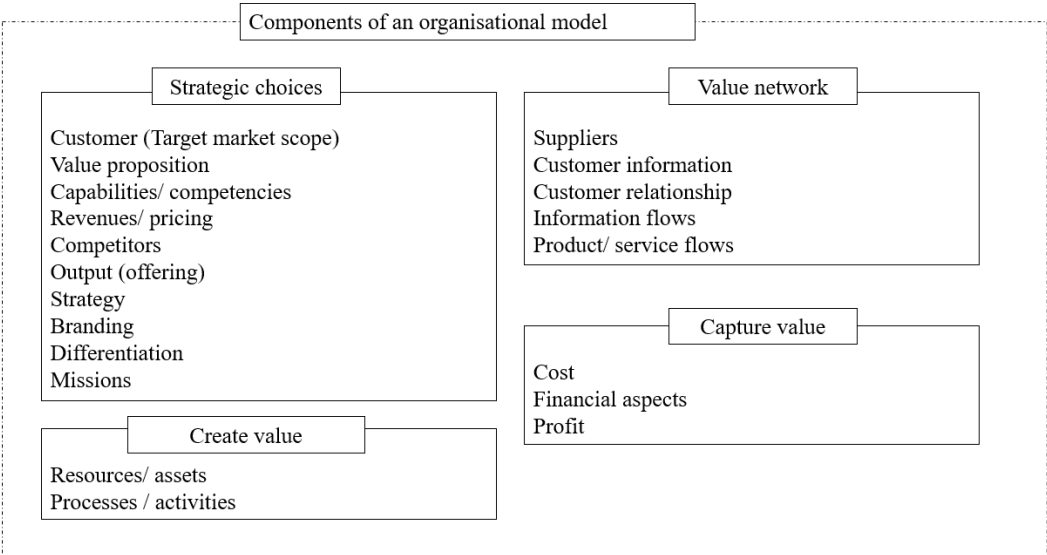 Components of an organisational model
Strategic choices
Customer (Target market scope)
Value proposition
Capabilities/ competencies
Revenues/ pricing
Competitors
Output (offering)
Strategy
Branding
Differentiation
Missions
Create value
Resources/ assets
Processes / activities
Value network
Suppliers
Customer information
Customer relationship
Information flows
Product/ service flows
Capture value
Cost
Financial aspects
Profit